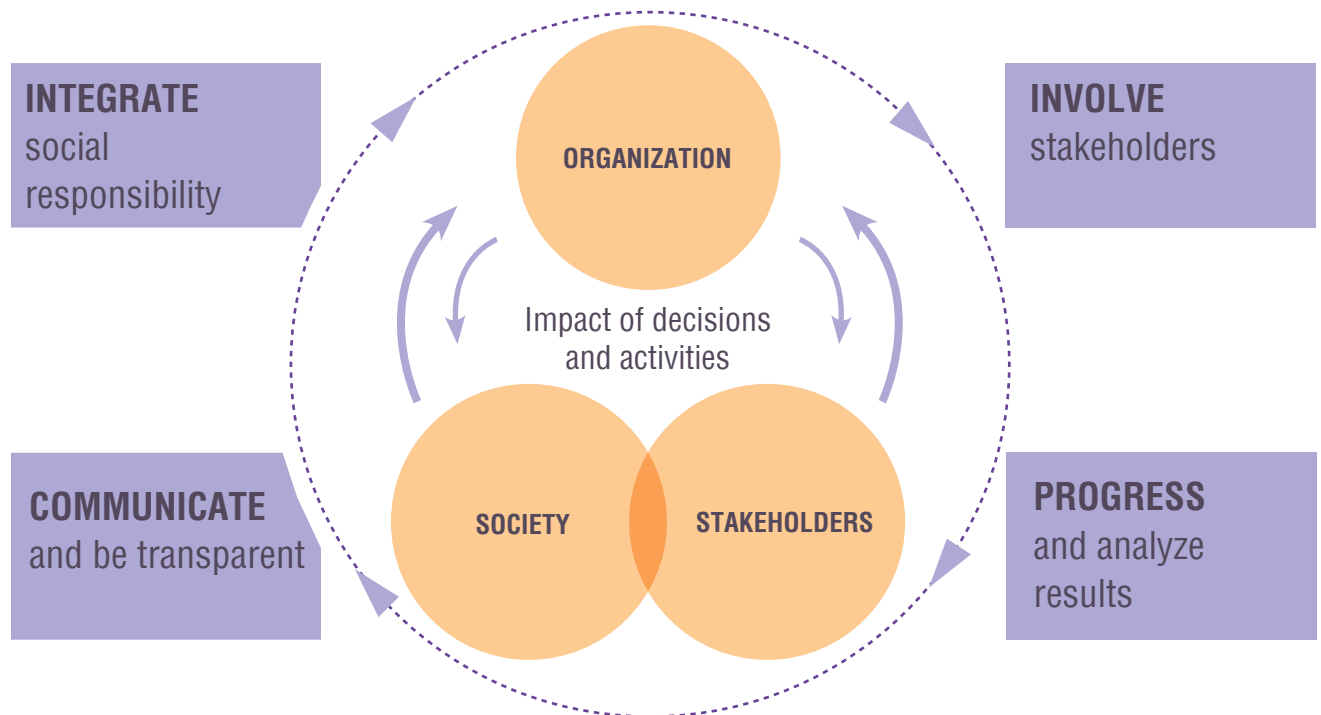 INTEGRATE
social
responsibility
INVOLVE
stakeholders
ORGANIZATION
Impact of decisions
and activities
SOCIETY
STAKEHOLDERS
COMMUNICATE
and be transparent
PROGRESS
and analyze
results